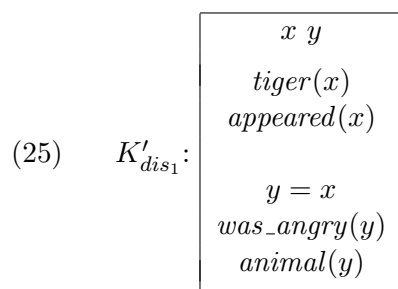 x y
tiger(x)
appeared(x)
(25) K′dis1:
y = x
was_angry(y)
animal(y)